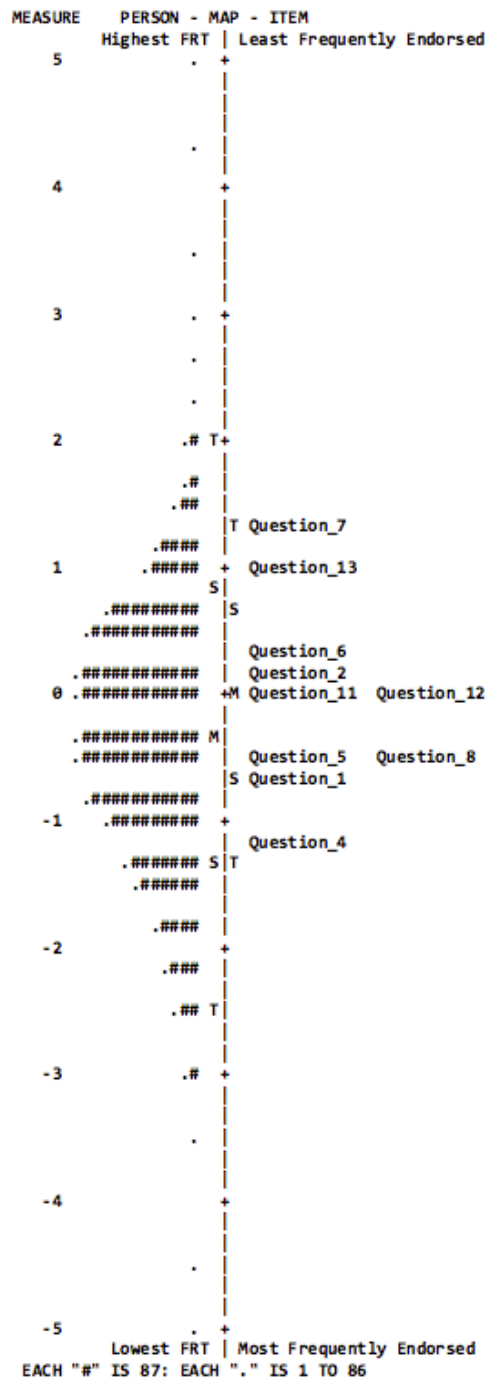 MEASURE PERSON - MAP - ITEM
Highest FRT | Least Frequently Endorsed
5 . +
|
|
|
. |
|
4 +
|
|
. |
|
|
3 . +
|
. |
|
. |
|
2 .# T+
|
.# |
.## |
|T Question_7
.#### |
1 .##### + Question_13
S|
.######### |S
.########### |
| Question_6
.############ | Question_2
0 .############ +M Question_11 Question_12
|
.############ M|
.############ | Question_5 Question_8
|S Question_1
.########### |
-1 .######### +
| Question_4
.####### S|T
.###### |
|
.#### |
-2 +
.### |
|
.## T|
|
|
-3 .# +
|
|
. |
|
|
-4 +
|
|
. |
|
|
-5 . +
Lowest FRT | Most Frequently Endorsed
EACH "#" IS 87: EACH "." IS 1 TO 86